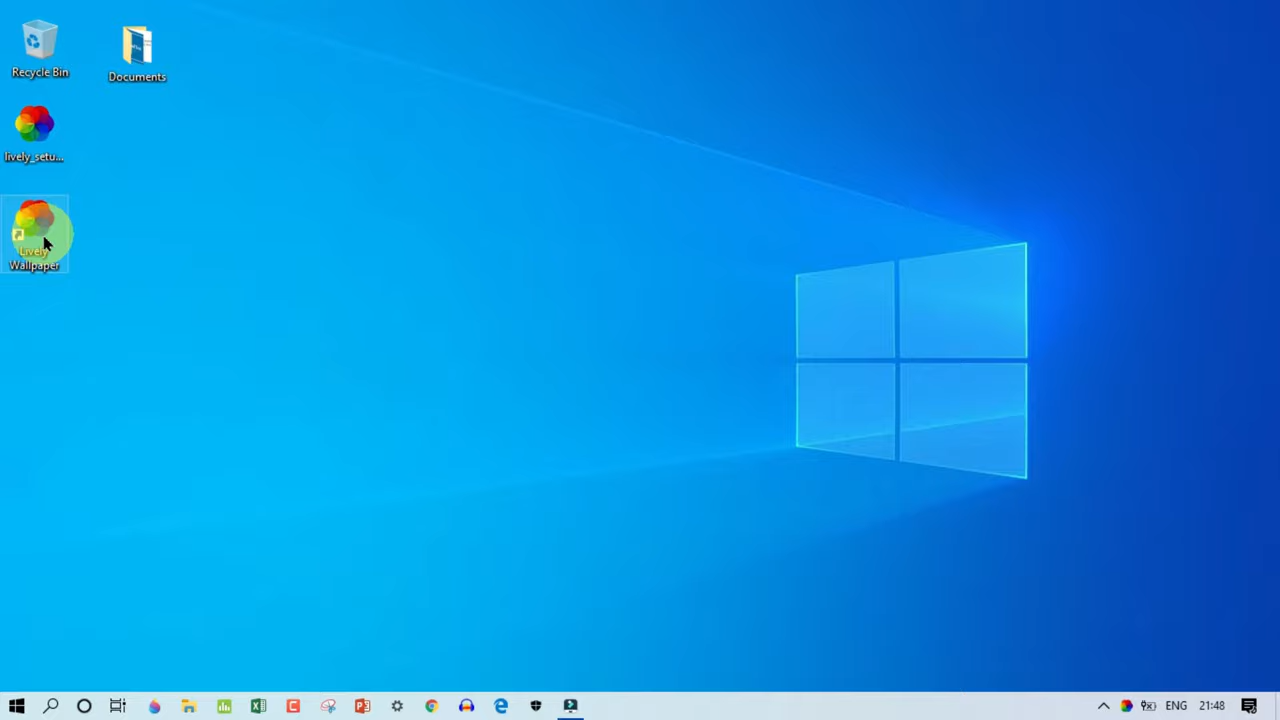 Recycle Bin
Documents
lively_setu...
Lively
Wallpaper
ENG
21:48